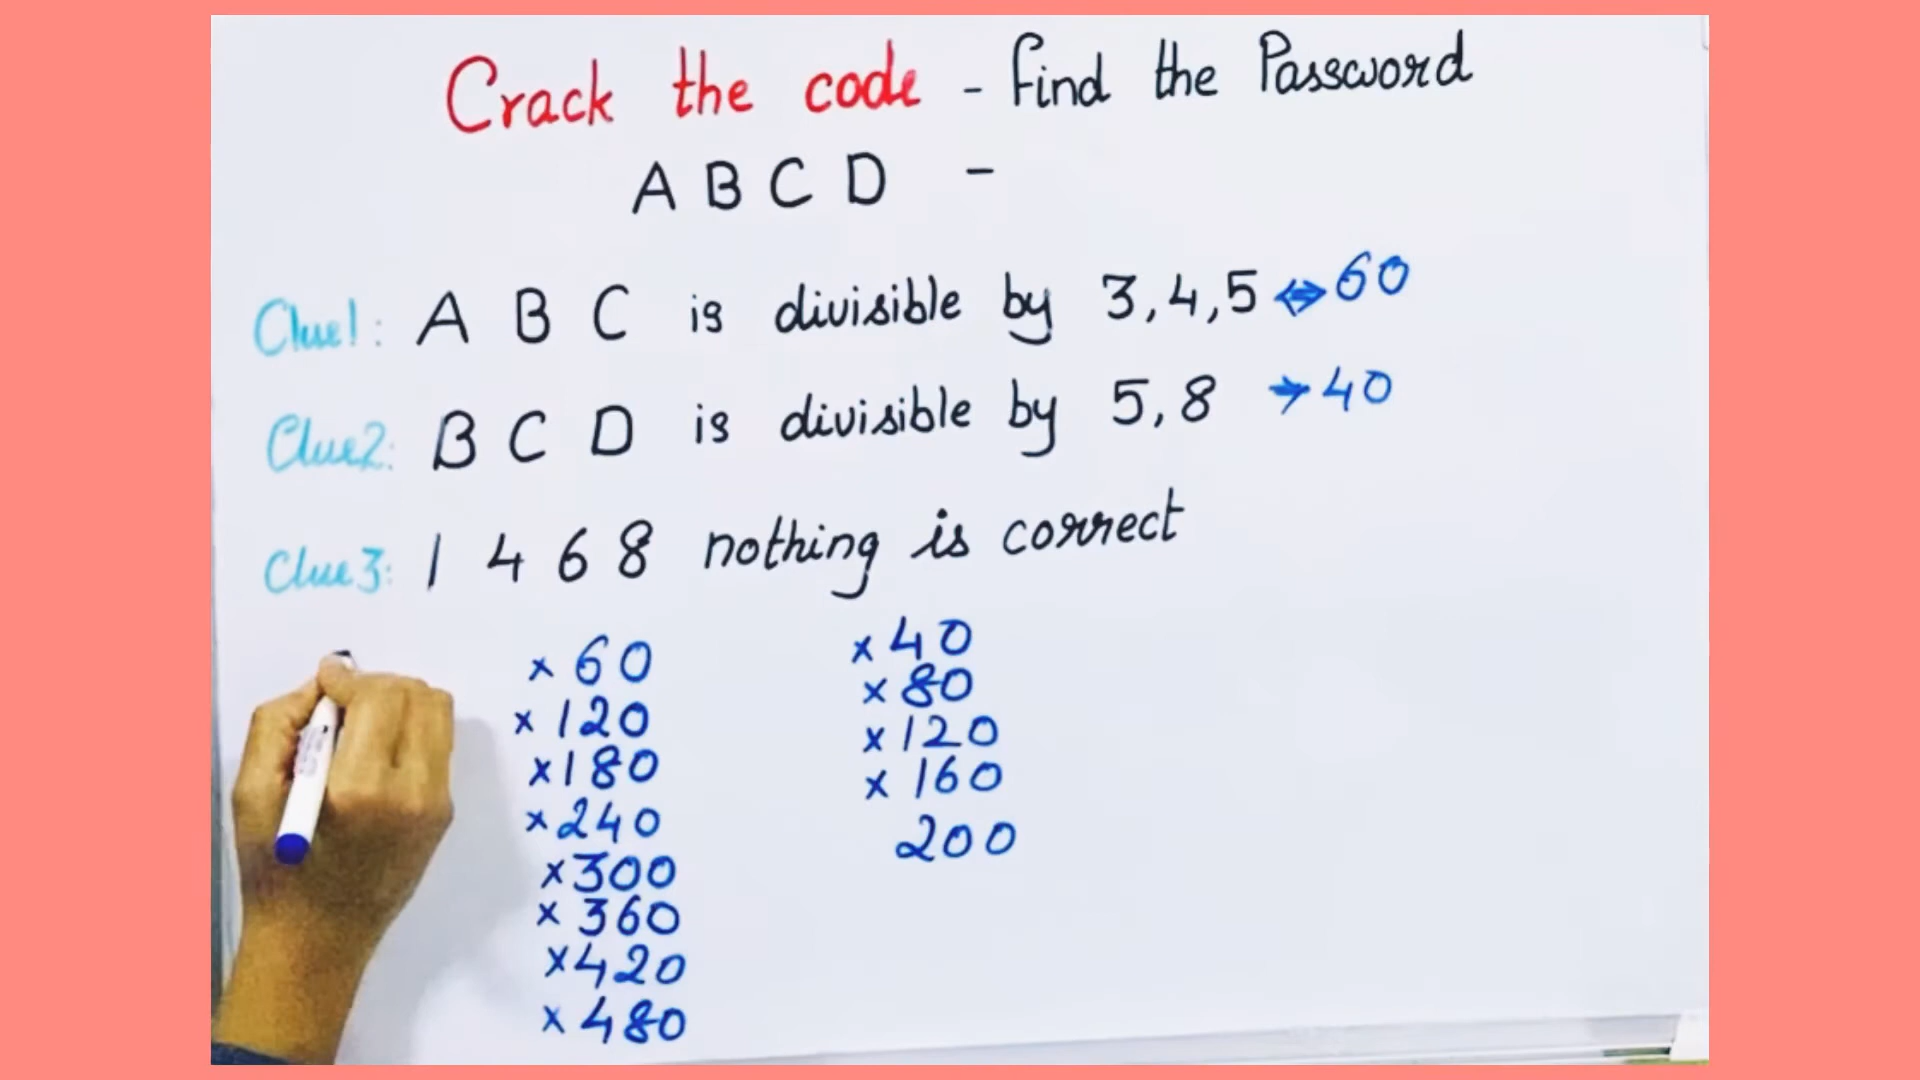 Crack the code - Find the Password
A B C D -
Clue1: A B C is divisible by 3,4,5 ⇔ 60
Clue2: B C D is divisible by 5,8 → 40
Clue3: 1 4 6 8 nothing is correct
× 60
× 120
× 180
× 240
× 300
× 360
× 420
× 480
× 40
× 80
× 120
× 160
200